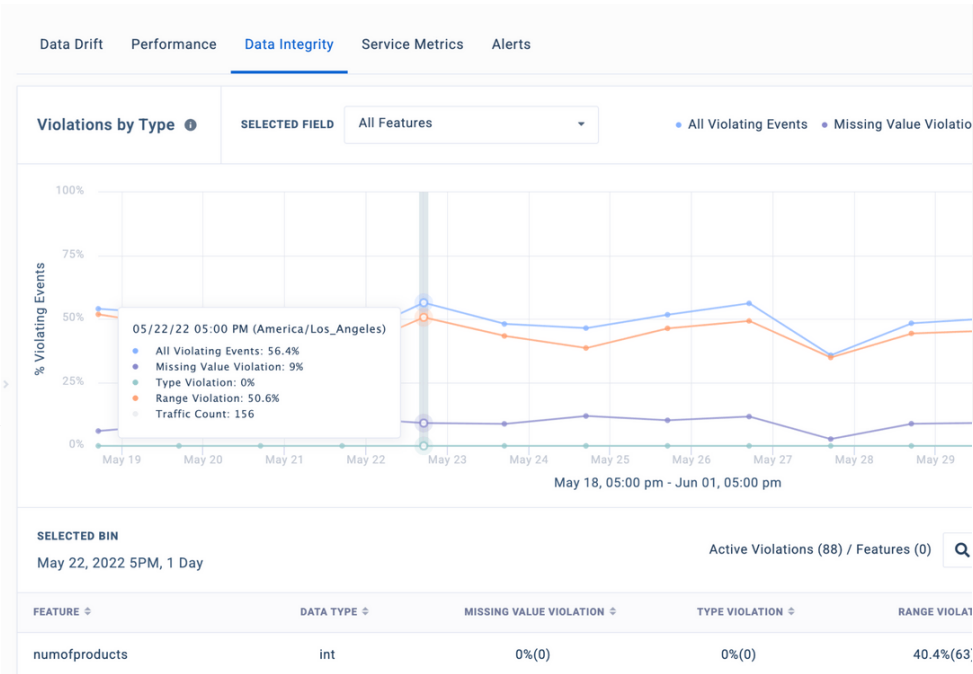 Data Drift Performance Data Integrity Service Metrics Alerts
Violations by Type SELECTED FIELD All Features All Violating Events Missing Value Violatio
100%
75%
50%
25%
0%
% Violating Events
05/22/22 05:00 PM (America/Los_Angeles)
All Violating Events: 56.4%
Missing Value Violation: 9%
Type Violation: 0%
Range Violation: 50.6%
Traffic Count: 156
May 19 May 20 May 21 May 22 May 23 May 24 May 25 May 26 May 27 May 28 May 29
May 18, 05:00 pm - Jun 01, 05:00 pm
SELECTED BIN
May 22, 2022 5PM, 1 Day
Active Violations (88) / Features (0)
FEATURE DATA TYPE MISSING VALUE VIOLATION TYPE VIOLATION RANGE VIOLAT
numofproducts int 0%(0) 0%(0) 40.4%(63)